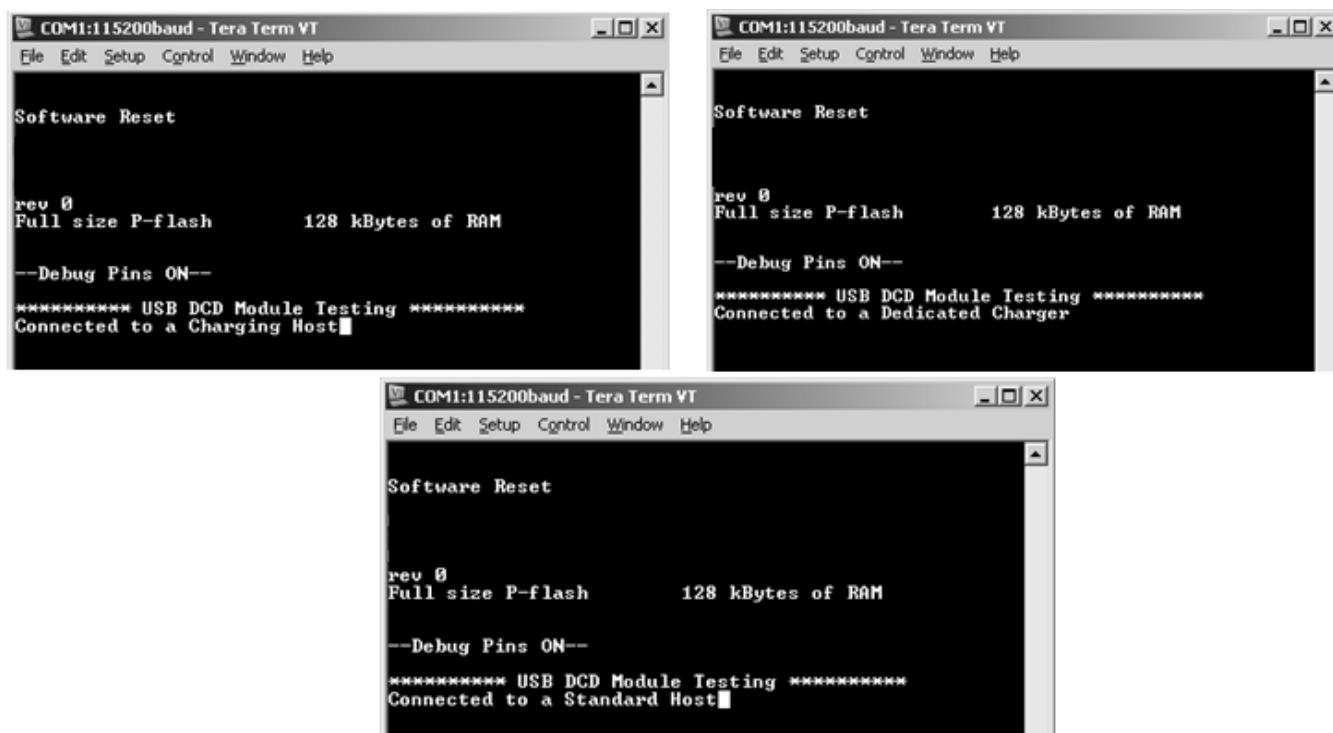 COM1:115200baud - Tera Term VT
File Edit Setup Control Window Help
Software Reset
rev 0
Full size P-flash 128 kBytes of RAM
--Debug Pins ON--
********** USB DCD Module Testing **********
Connected to a Charging Host
COM1:115200baud - Tera Term VT
File Edit Setup Control Window Help
Software Reset
rev 0
Full size P-flash 128 kBytes of RAM
--Debug Pins ON--
********** USB DCD Module Testing **********
Connected to a Dedicated Charger
COM1:115200baud - Tera Term VT
File Edit Setup Control Window Help
Software Reset
rev 0
Full size P-flash 128 kBytes of RAM
--Debug Pins ON--
********** USB DCD Module Testing **********
Connected to a Standard Host